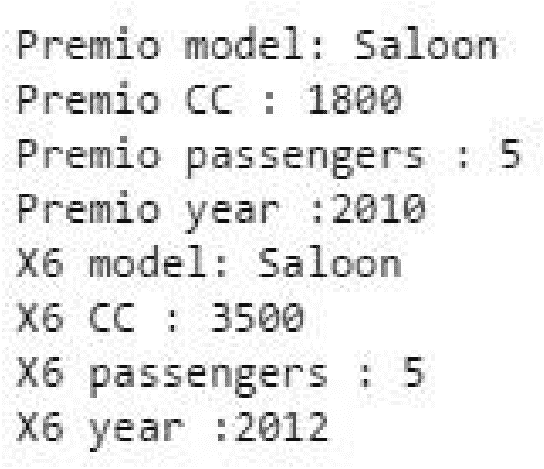 Premio model: Saloon
Premio CC : 1800
Premio passengers : 5
Premio year :2010
X6 model: Saloon
X6 CC : 3500
X6 passengers : 5
X6 year :2012